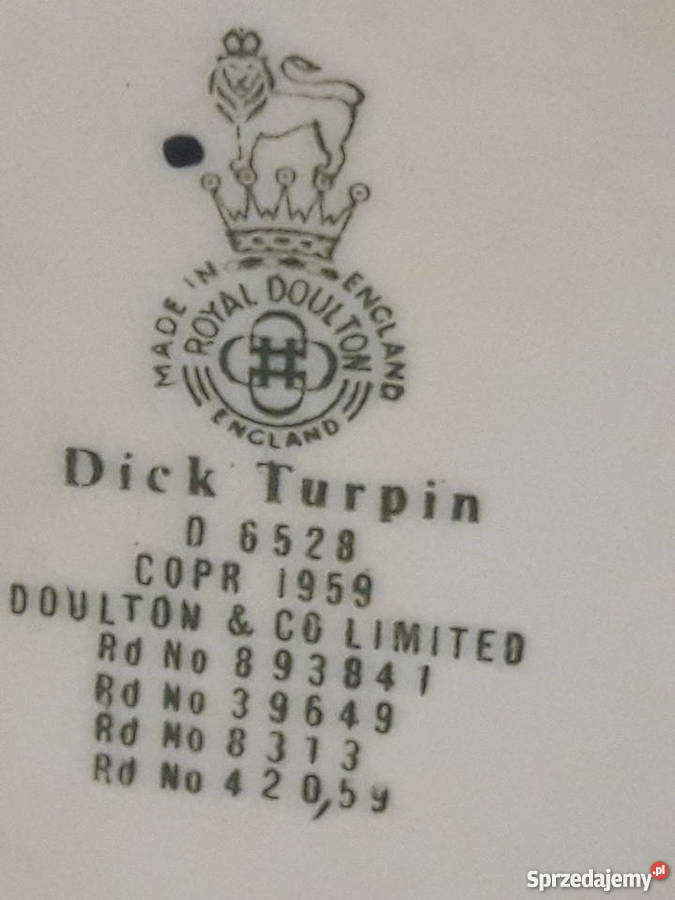 MADE IN ENGLAND
ROYAL DOULTON
ENGLAND
Dick Turpin
D 6528
COPR 1959
DOULTON & CO LIMITED
Rd No 893841
Rd No 39649
Rd No 8313
Rd No 420,59
Sprzedajemy.pl